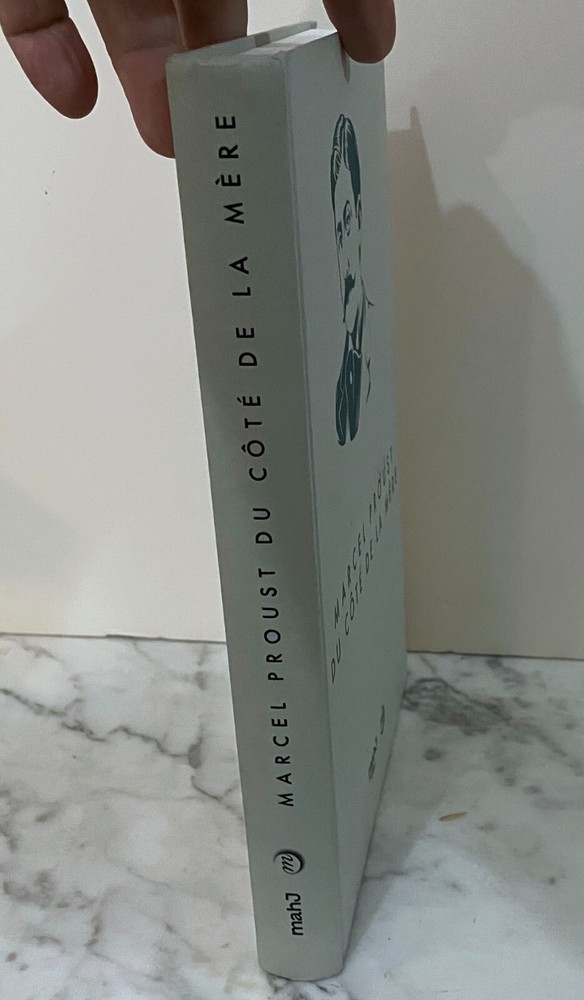 MARCEL PROUST DU CÔTÉ DE LA MÈRE
m
mahJ
MARCEL PROUST
DU CÔTÉ DE LA MÈRE